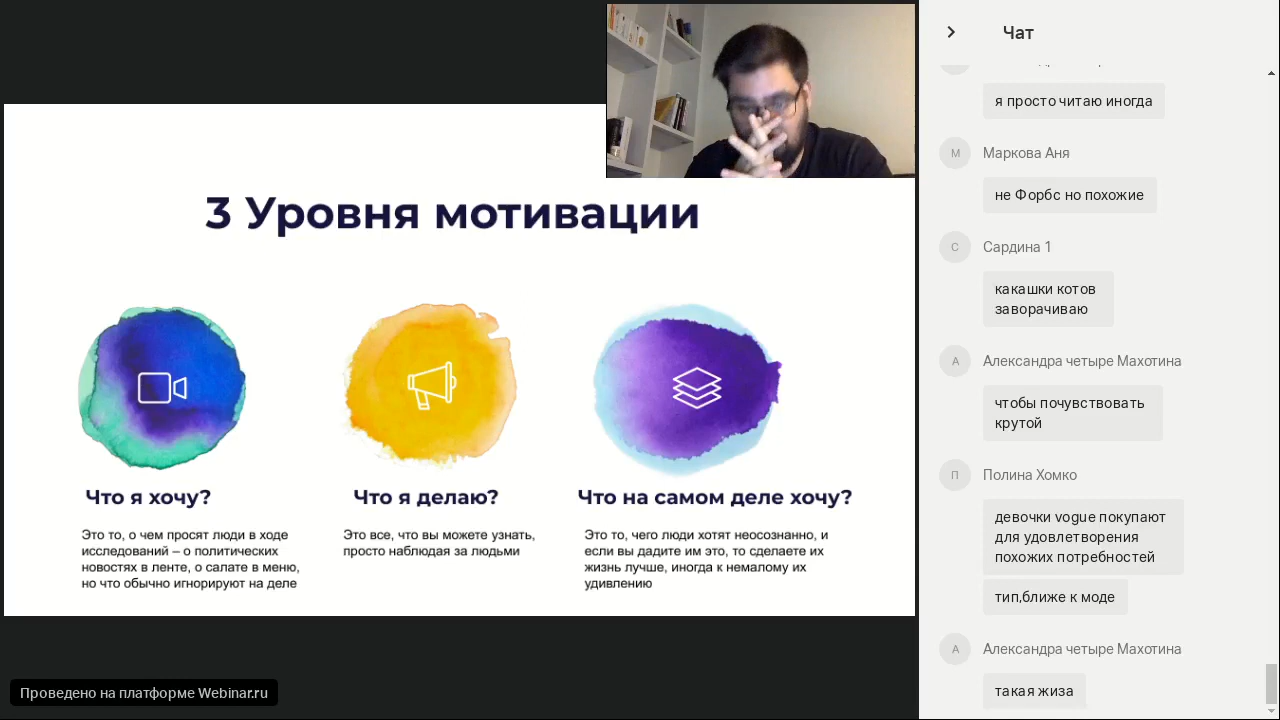 3 Уровня мотивации
Что я хочу?
Это то, о чем просят люди в ходе
исследований – о политических
новостях в ленте, о салате в меню,
но что обычно игнорируют на деле
Что я делаю?
Это все, что вы можете узнать,
просто наблюдая за людьми
Что на самом деле хочу?
Это то, чего люди хотят неосознанно, и
если вы дадите им это, то сделаете их
жизнь лучше, иногда к немалому их
удивлению
Проведено на платформе Webinar.ru
Чат
я просто читаю иногда
М
Маркова Аня
не Форбс но похожие
С
Сардина 1
какашки котов
заворачиваю
А
Александра четыре Махотина
чтобы почувствовать
крутой
П
Полина Хомко
девочки vogue покупают
для удовлетворения
похожих потребностей
тип,ближе к моде
А
Александра четыре Махотина
такая жиза